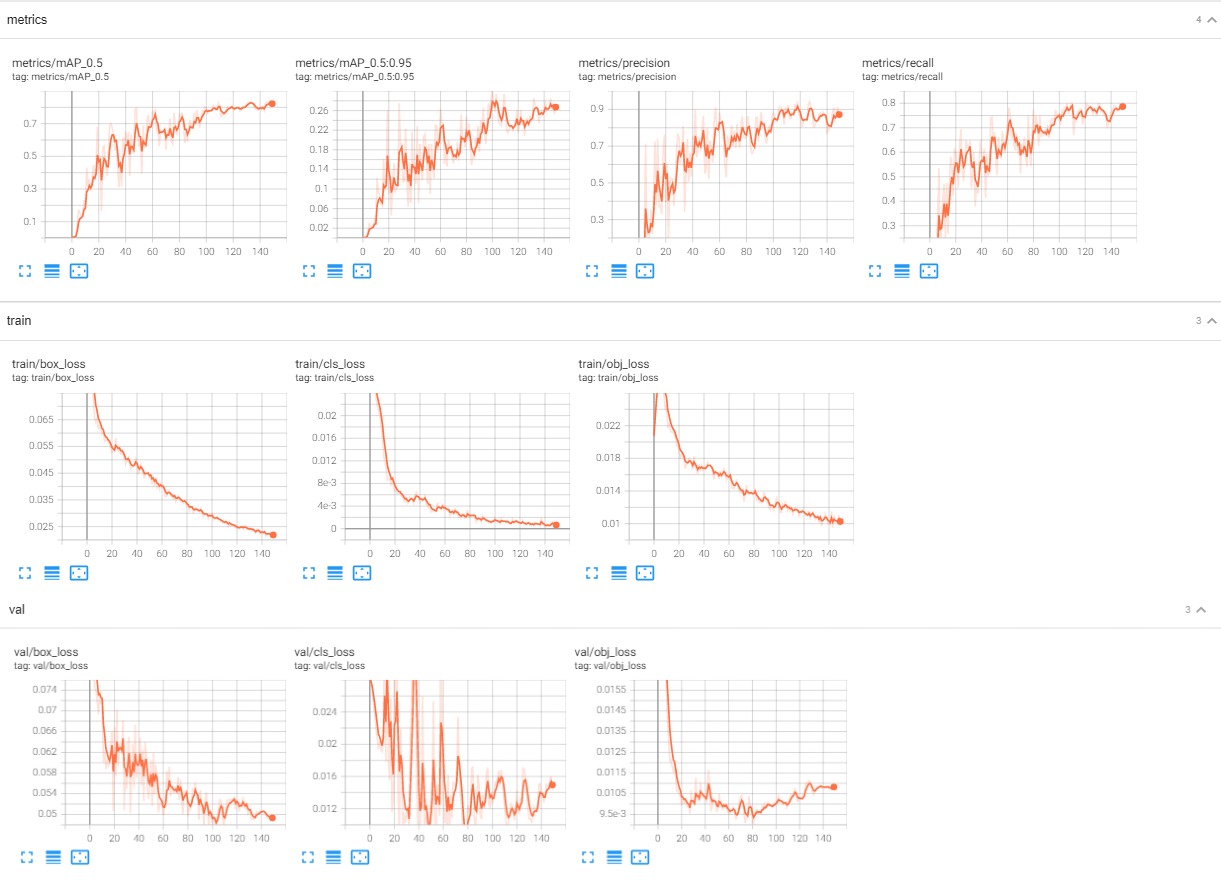 metrics 4
metrics/mAP_0.5 metrics/mAP_0.5:0.95 metrics/precision metrics/recall
tag: metrics/mAP_0.5 tag: metrics/mAP_0.5:0.95 tag: metrics/precision tag: metrics/recall
0.7
0.5
0.3
0.1
0 20 40 60 80 100 120 140
0.26
0.22
0.18
0.14
0.1
0.06
0.02
0 20 40 60 80 100 120 140
0.9
0.7
0.5
0.3
0 20 40 60 80 100 120 140
0.8
0.7
0.6
0.5
0.4
0.3
0 20 40 60 80 100 120 140
train 3
train/box_loss train/cls_loss train/obj_loss
tag: train/box_loss tag: train/cls_loss tag: train/obj_loss
0.065
0.055
0.045
0.035
0.025
0 20 40 60 80 100 120 140
0.02
0.016
0.012
8e-3
4e-3
0
0 20 40 60 80 100 120 140
0.022
0.018
0.014
0.01
0 20 40 60 80 100 120 140
val 3
val/box_loss val/cls_loss val/obj_loss
tag: val/box_loss tag: val/cls_loss tag: val/obj_loss
0.074
0.07
0.066
0.062
0.058
0.054
0.05
0 20 40 60 80 100 120 140
0.024
0.02
0.016
0.012
0 20 40 60 80 100 120 140
0.0155
0.0145
0.0135
0.0125
0.0115
0.0105
9.5e-3
0 20 40 60 80 100 120 140